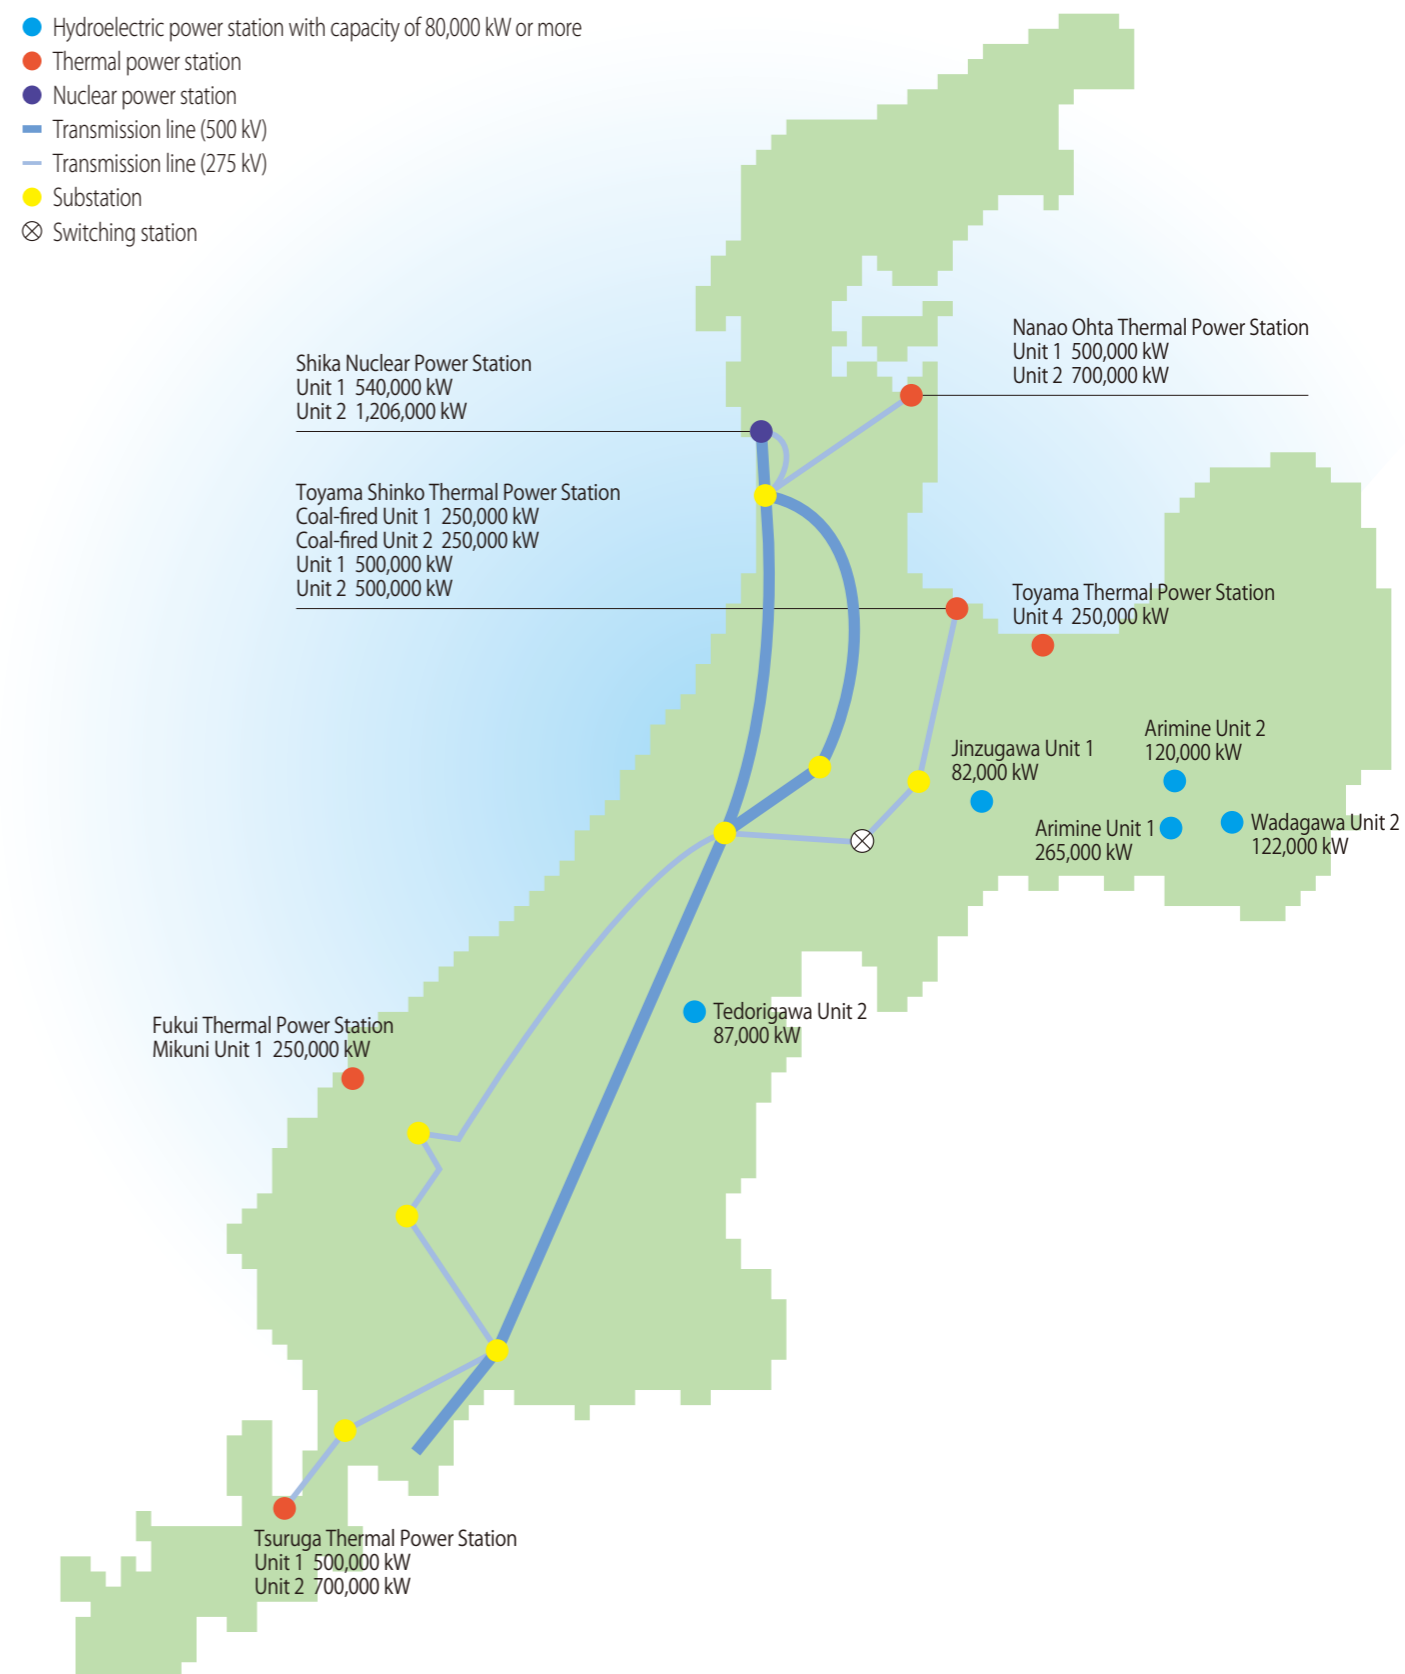 Hydroelectric power station with capacity of 80,000 kW or more
Thermal power station
Nuclear power station
Transmission line (500 kV)
Transmission line (275 kV)
Substation
Switching station
Nanao Ohta Thermal Power Station
Unit 1 500,000 kW
Unit 2 700,000 kW
Shika Nuclear Power Station
Unit 1 540,000 kW
Unit 2 1,206,000 kW
Toyama Shinko Thermal Power Station
Coal-fired Unit 1 250,000 kW
Coal-fired Unit 2 250,000 kW
Unit 1 500,000 kW
Unit 2 500,000 kW
Toyama Thermal Power Station
Unit 4 250,000 kW
Arimine Unit 2
120,000 kW
Jinzugawa Unit 1
82,000 kW
Arimine Unit 1
265,000 kW
Wadagawa Unit 2
122,000 kW
Tedorigawa Unit 2
87,000 kW
Fukui Thermal Power Station
Mikuni Unit 1 250,000 kW
Tsuruga Thermal Power Station
Unit 1 500,000 kW
Unit 2 700,000 kW